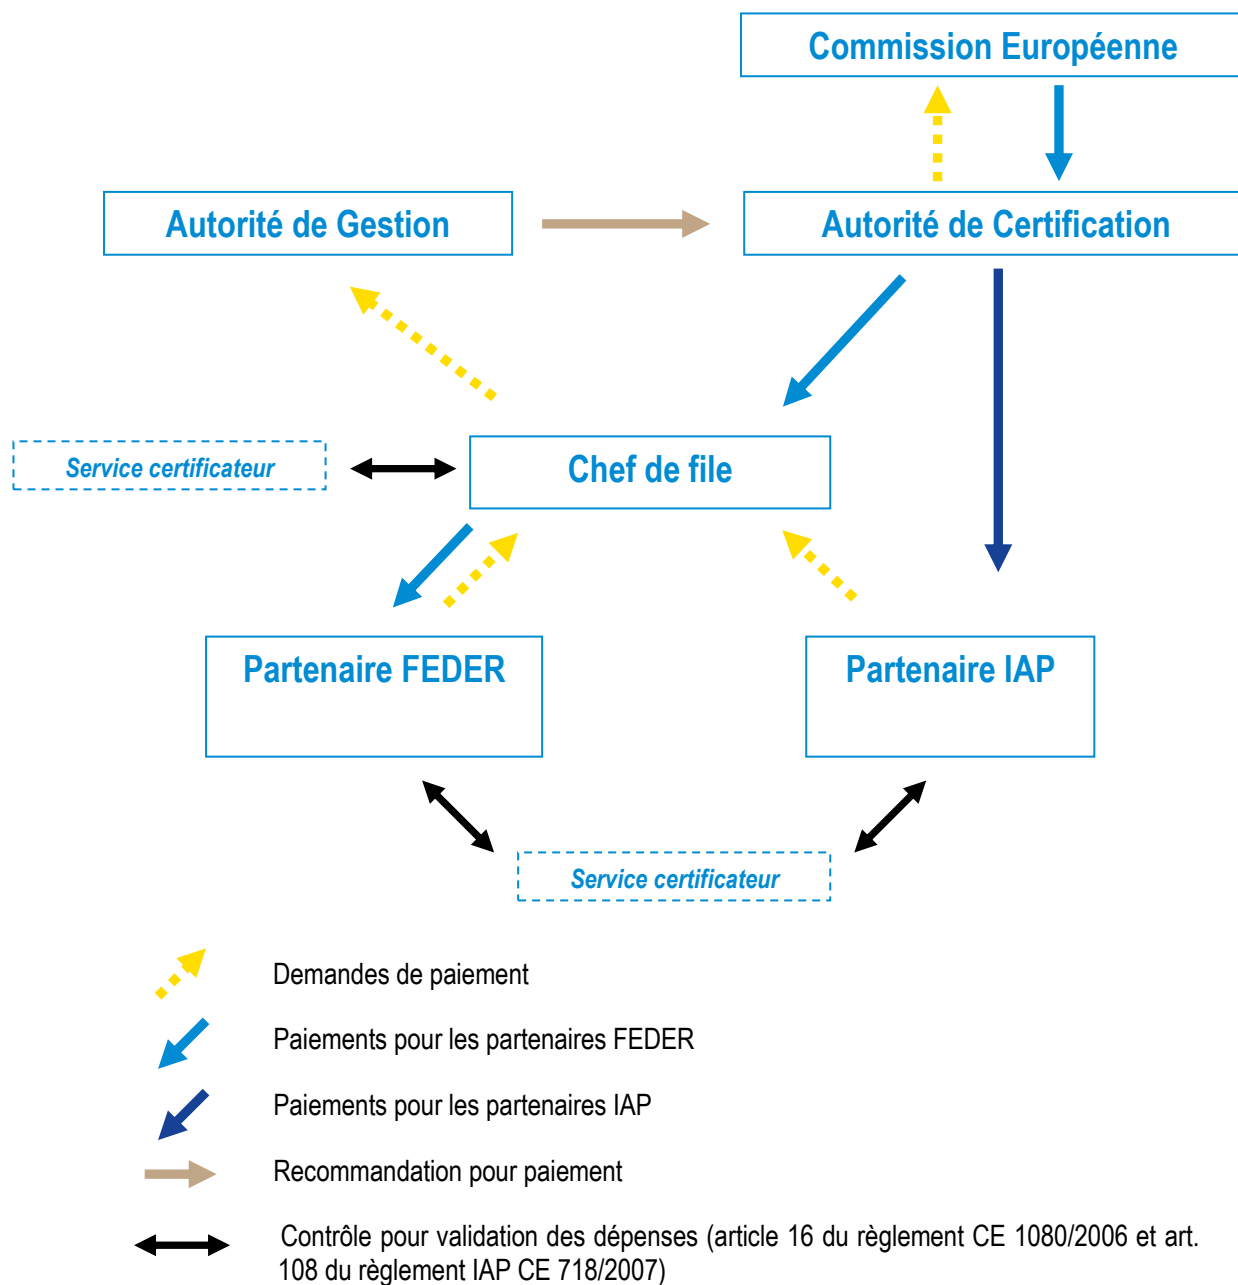 Commission Européenne
Autorité de Gestion
Autorité de Certification
Service certificateur
Chef de file
Partenaire FEDER
Partenaire IAP
Service certificateur
Demandes de paiement
Paiements pour les partenaires FEDER
Paiements pour les partenaires IAP
Recommandation pour paiement
Contrôle pour validation des dépenses (article 16 du règlement CE 1080/2006 et art.
108 du règlement IAP CE 718/2007)